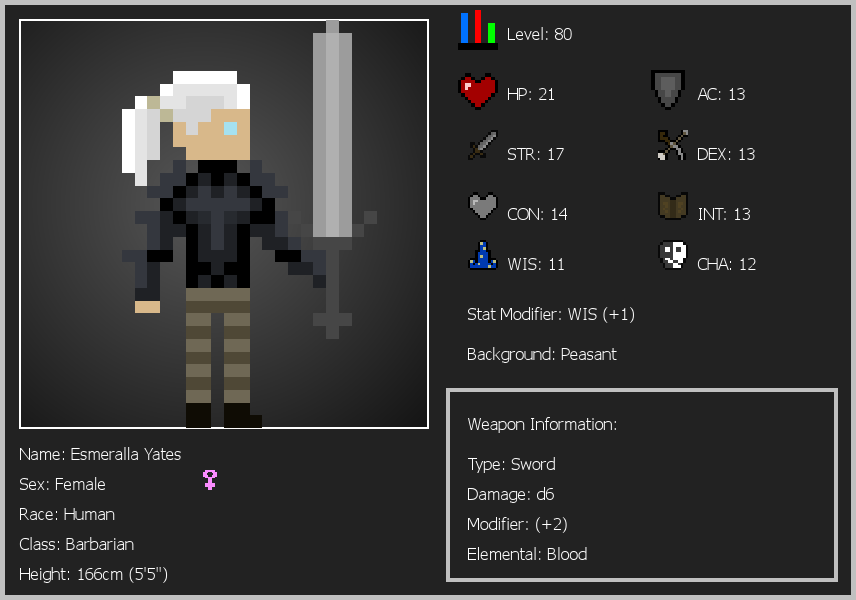 Level: 80
HP: 21
AC: 13
STR: 17
DEX: 13
CON: 14
INT: 13
WIS: 11
CHA: 12
Stat Modifier: WIS (+1)
Background: Peasant
Weapon Information:
Type: Sword
Damage: d6
Modifier: (+2)
Elemental: Blood
Name: Esmeralla Yates
Sex: Female
Race: Human
Class: Barbarian
Height: 166cm (5'5")